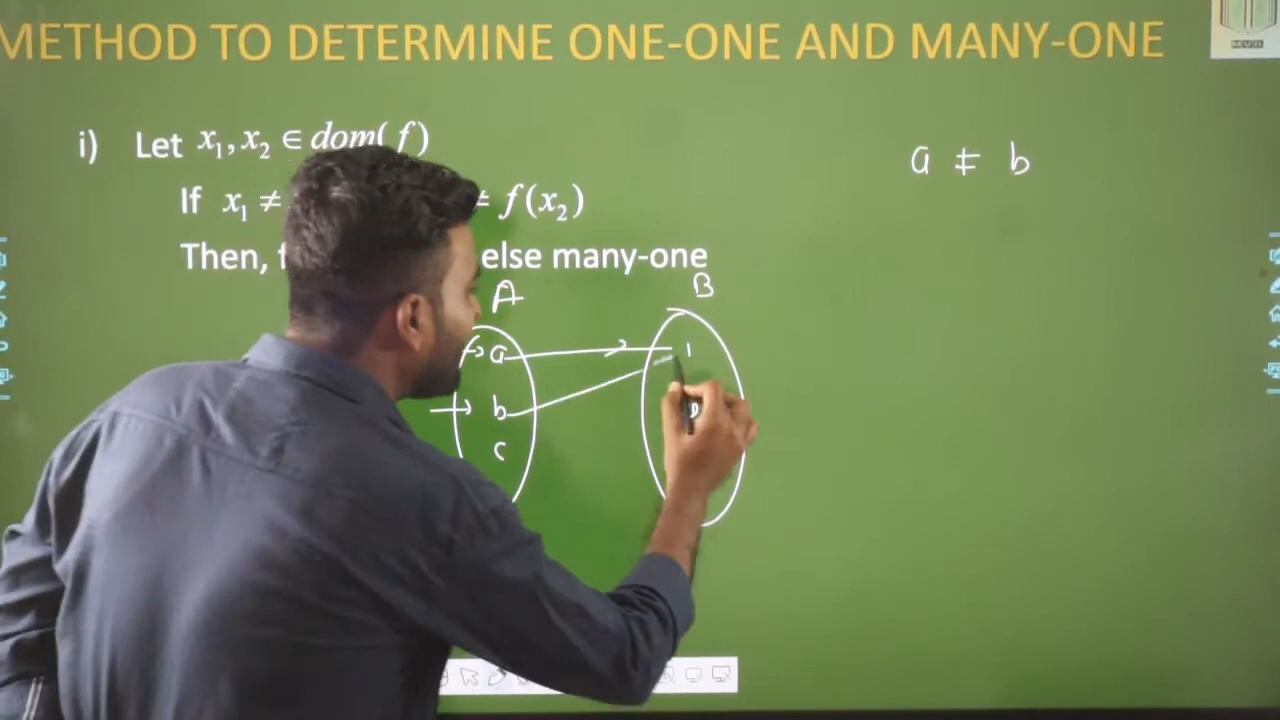 METHOD TO DETERMINE ONE-ONE AND MANY-ONE
i) Let x₁, x₂ ∈ dom(f)
a ≠ b
If x₁ ≠ ≠ f(x₂)
Then, else many-one
A B
a 1
b
c